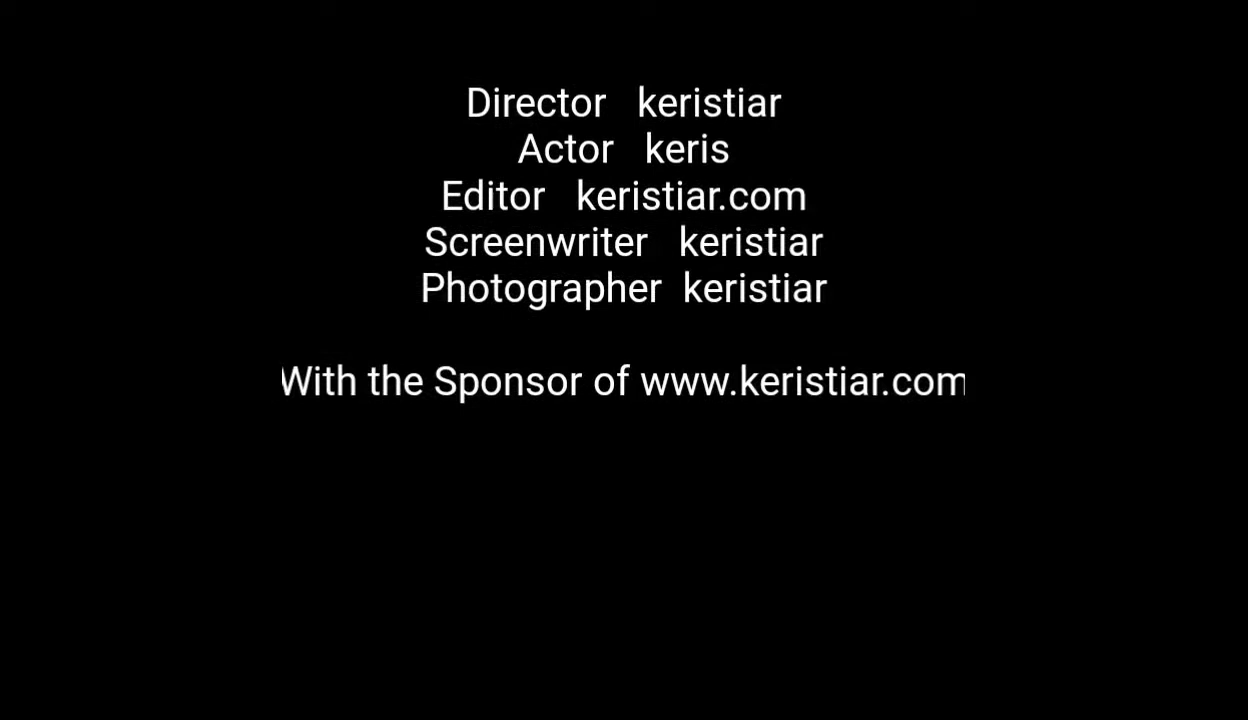 Director keristiar
Actor keris
Editor keristiar.com
Screenwriter keristiar
Photographer keristiar
With the Sponsor of www.keristiar.com